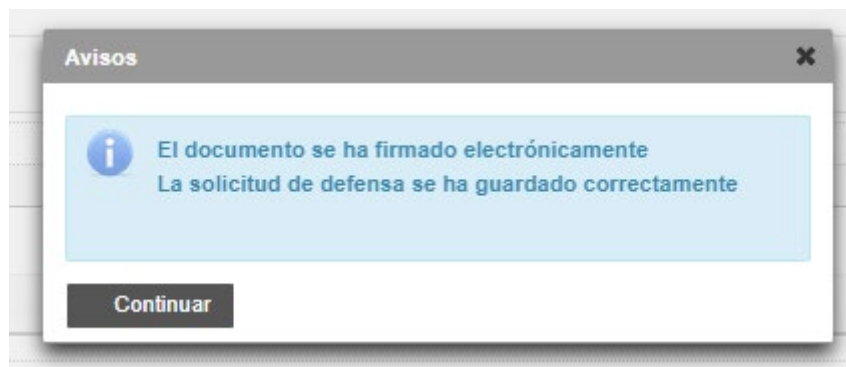 Avisos
El documento se ha firmado electrónicamente
La solicitud de defensa se ha guardado correctamente
Continuar